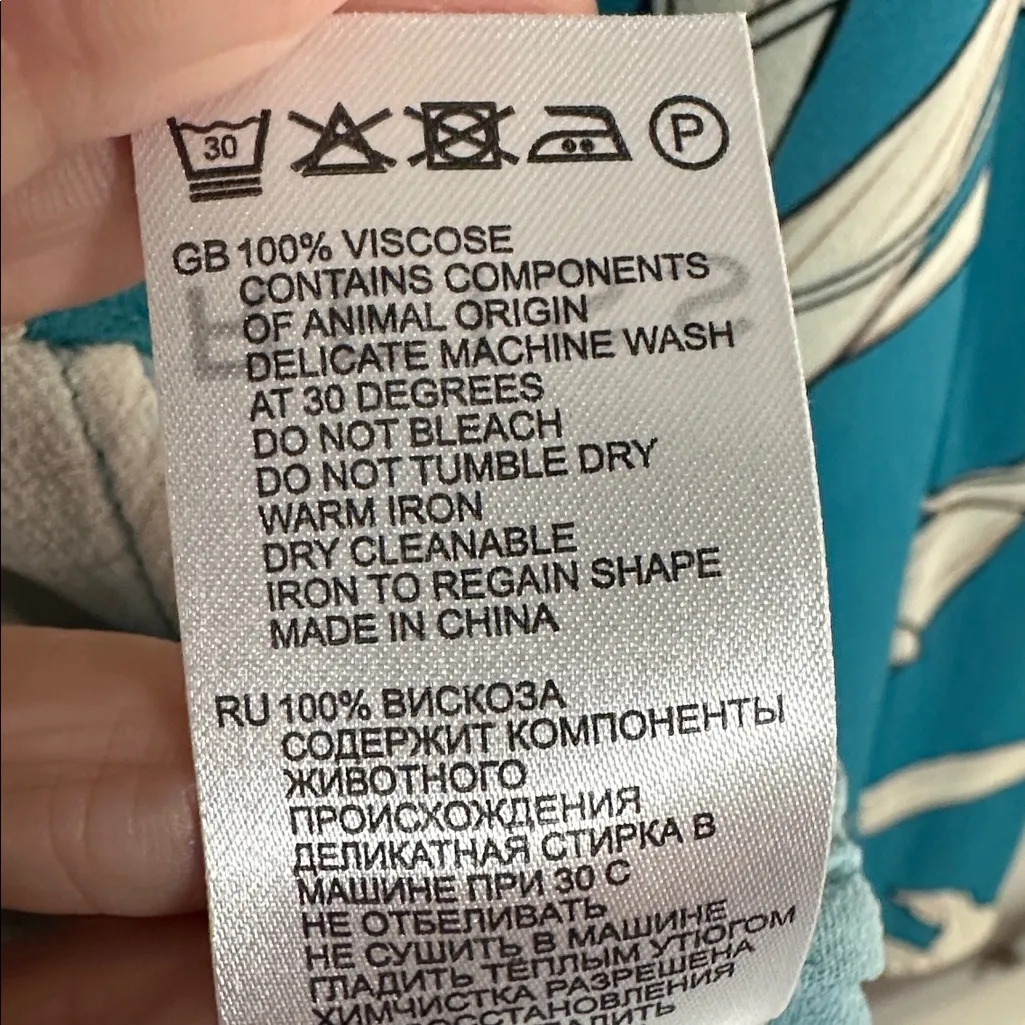 30
P
GB 100% VISCOSE
CONTAINS COMPONENTS
OF ANIMAL ORIGIN
DELICATE MACHINE WASH
AT 30 DEGREES
DO NOT BLEACH
DO NOT TUMBLE DRY
WARM IRON
DRY CLEANABLE
IRON TO REGAIN SHAPE
MADE IN CHINA
RU 100% ВИСКОЗА
СОДЕРЖИТ КОМПОНЕНТЫ
ЖИВОТНОГО
ПРОИСХОЖДЕНИЯ
ДЕЛИКАТНАЯ СТИРКА В
МАШИНЕ ПРИ 30 С
НЕ ОТБЕЛИВАТЬ
НЕ СУШИТЬ В МАШИНЕ
ГЛАДИТЬ ТЁПЛЫМ УТЮГОМ
ХИМЧИСТКА РАЗРЕШЕНА